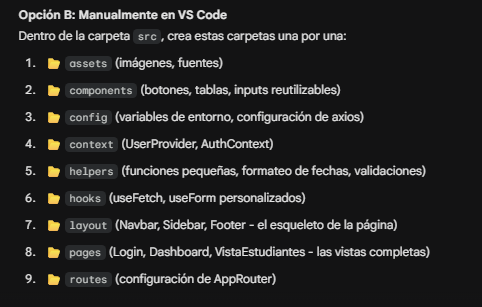 Opción B: Manualmente en VS Code
Dentro de la carpeta src, crea estas carpetas una por una:
1. 📂 assets (imágenes, fuentes)
2. 📂 components (botones, tablas, inputs reutilizables)
3. 📂 config (variables de entorno, configuración de axios)
4. 📂 context (UserProvider, AuthContext)
5. 📂 helpers (funciones pequeñas, formateo de fechas, validaciones)
6. 📂 hooks (useFetch, useForm personalizados)
7. 📂 layout (Navbar, Sidebar, Footer - el esqueleto de la página)
8. 📂 pages (Login, Dashboard, VistaEstudiantes - las vistas completas)
9. 📂 routes (configuración de AppRouter)